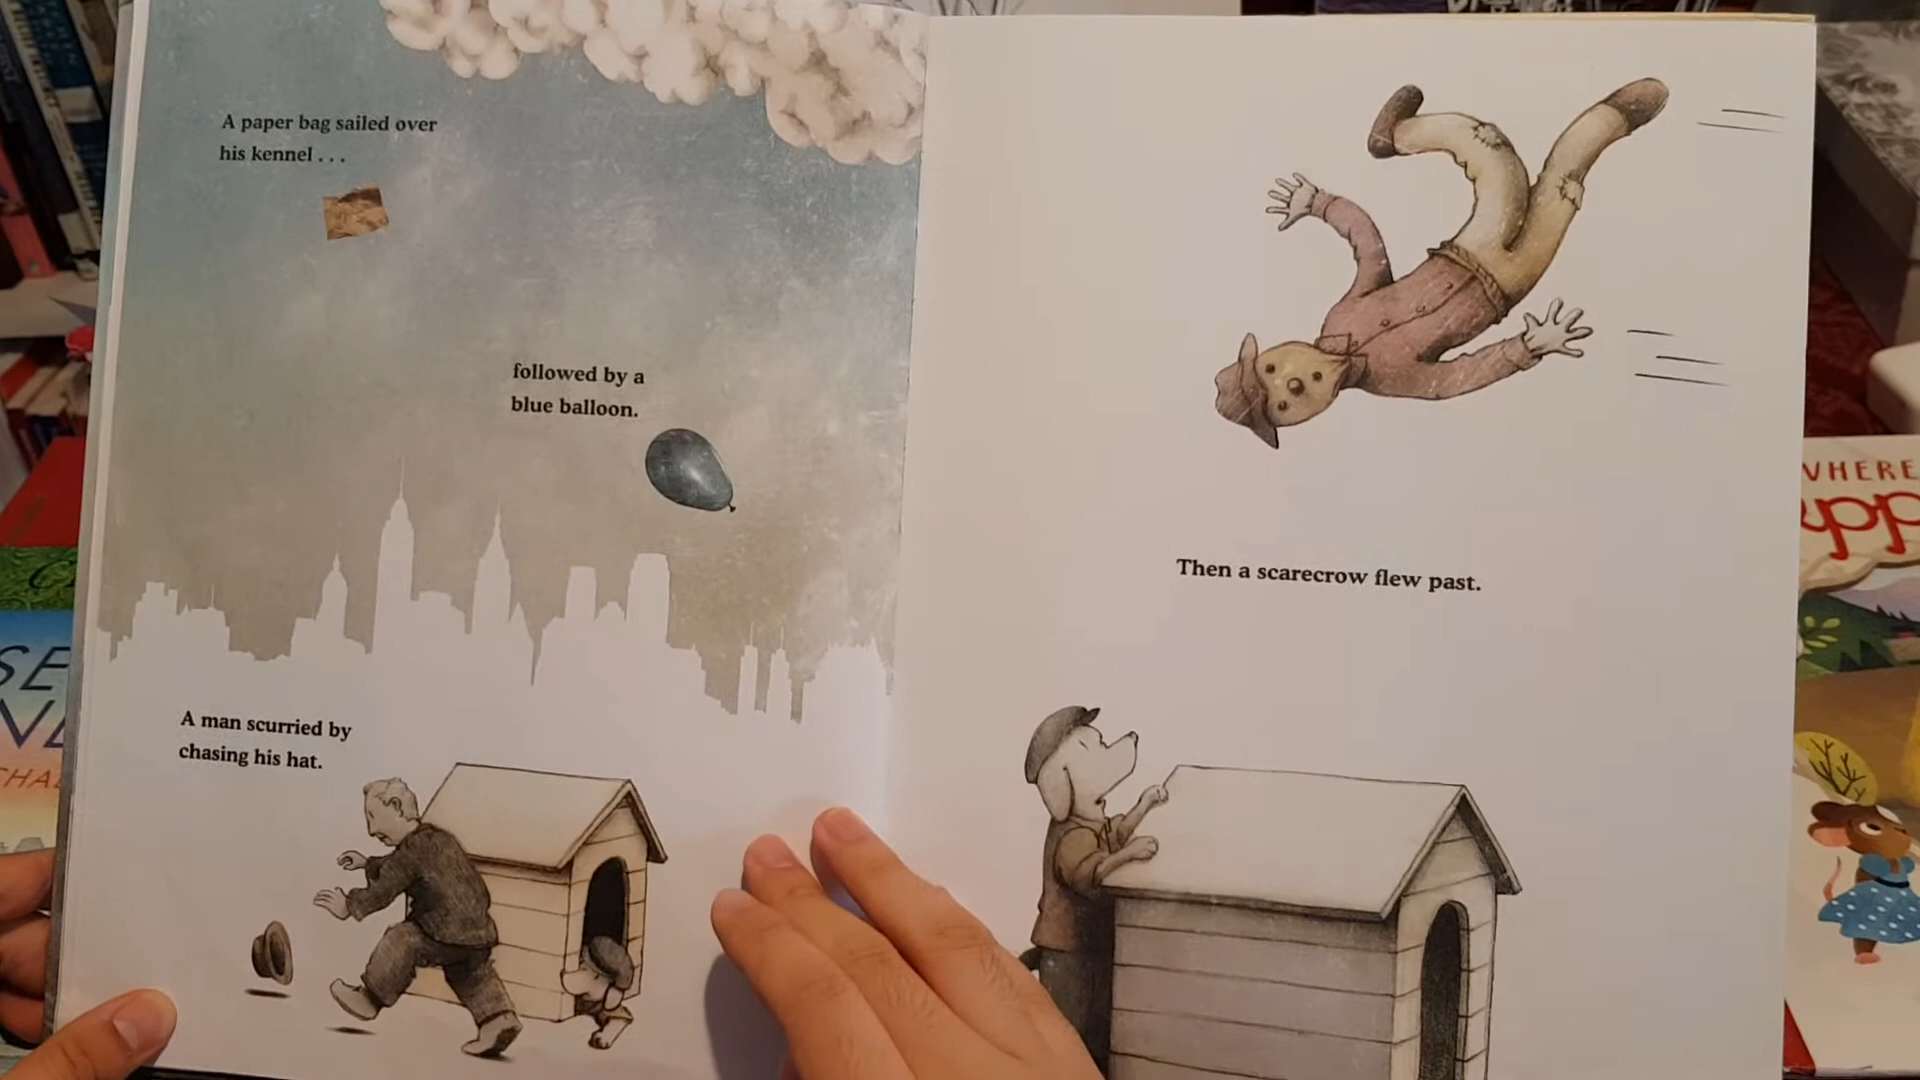 A paper bag sailed over
his kennel . . .
followed by a
blue balloon.
A man scurried by
chasing his hat.
Then a scarecrow flew past.
WHERE